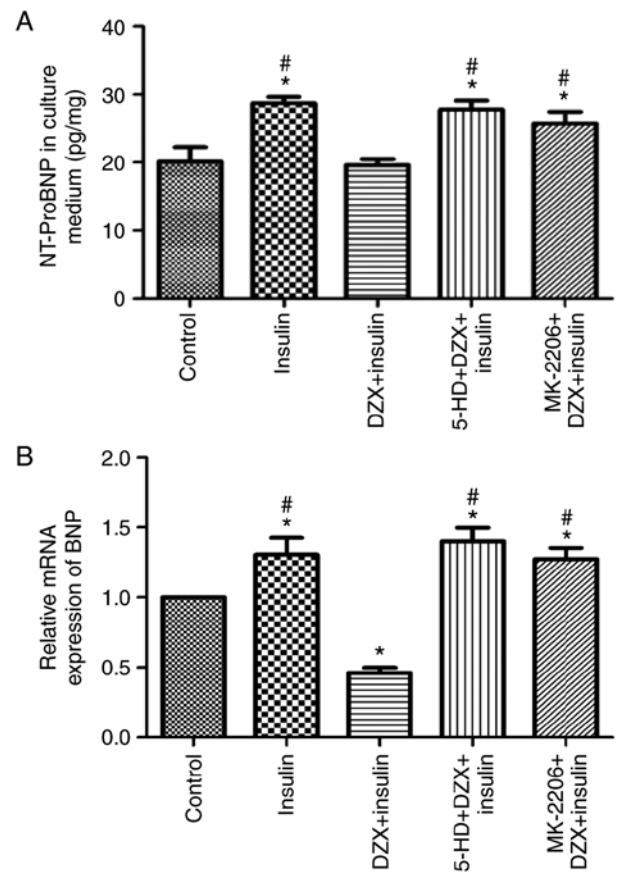 A
NT-ProBNP in culture
medium (pg/mg)
40
30
20
10
0
#
*
#
*
#
*
Control
Insulin
DZX+insulin
5-HD+DZX+
insulin
MK-2206+
DZX+insulin
B
Relative mRNA
expression of BNP
2.0
1.5
1.0
0.5
0.0
#
*
*
#
*
#
*
Control
Insulin
DZX+insulin
5-HD+DZX+
insulin
MK-2206+
DZX+insulin